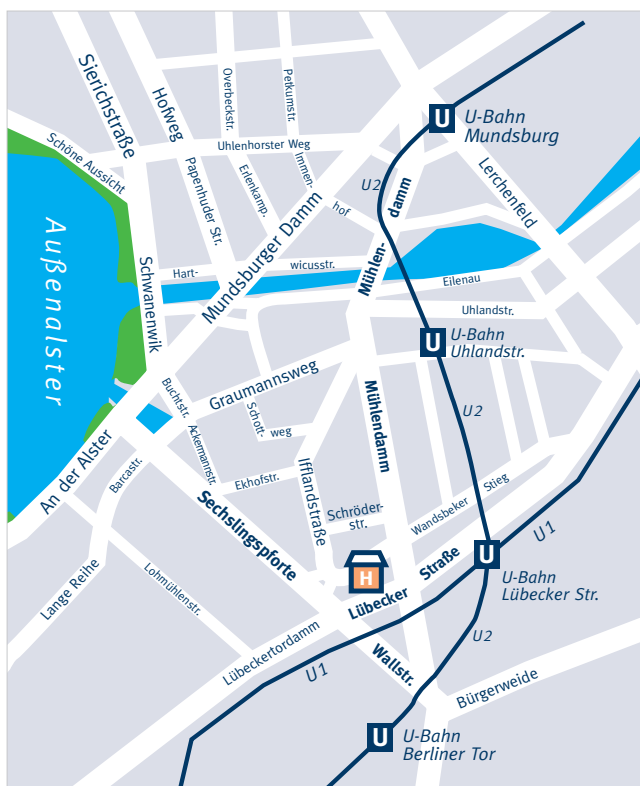 Sierichstraße
Hofweg
Overbeckstr.
Petkumstr.
U
U-Bahn
Mundsburg
Schöne Aussicht
Uhlenhorster Weg
Papenhuder Str.
Erlenkamp.
Immen-
hof
U2
Mühlen-
damm
Lerchenfeld
Außenalster
Schwanenwik
Mundsburger Damm
Hart-
wicusstr.
Eilenau
Uhlandstr.
U
U-Bahn
Uhlandstr.
Buchtstr.
Graumannsweg
Mühlendamm
U2
Schott-
weg
Ackermannstr.
An der Alster
Barcastr.
Ekhofstr.
Ifflandstraße
Sechslingspforte
Schröder-
str.
Wandsbeker
Stieg
U1
Lange Reihe
Lohmühlenstr.
H
Lübecker
Straße
U
U-Bahn
Lübecker Str.
Lübeckertordamm
U1
Wallstr.
U2
Bürgerweide
U
U-Bahn
Berliner Tor